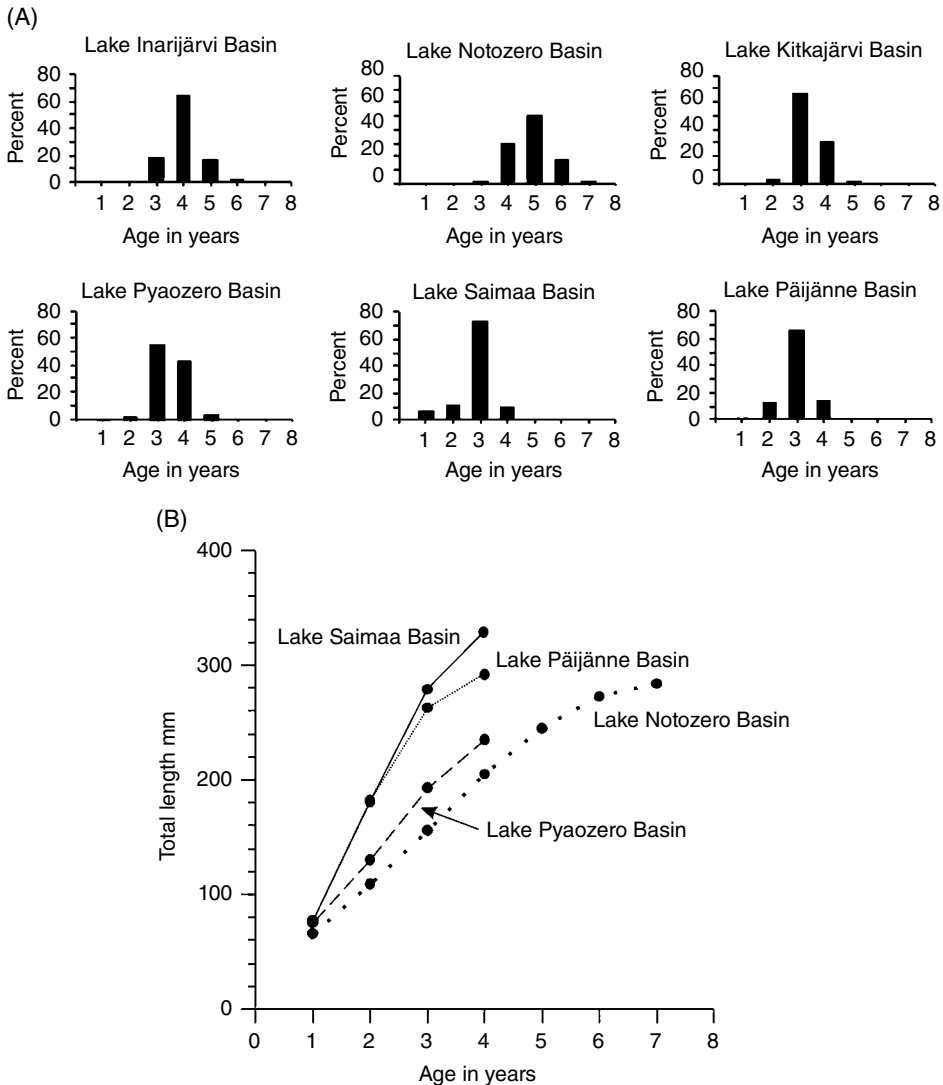 (A)
Lake Inarijärvi Basin
Percent
80
60
40
20
0
1 2 3 4 5 6 7 8
Age in years
Lake Notozero Basin
Percent
80
60
40
20
0
1 2 3 4 5 6 7 8
Age in years
Lake Kitkajärvi Basin
Percent
80
60
40
20
0
1 2 3 4 5 6 7 8
Age in years
Lake Pyaozero Basin
Percent
80
60
40
20
0
1 2 3 4 5 6 7 8
Age in years
Lake Saimaa Basin
Percent
80
60
40
20
0
1 2 3 4 5 6 7 8
Age in years
Lake Päijänne Basin
Percent
80
60
40
20
0
1 2 3 4 5 6 7 8
Age in years
(B)
Total length mm
400
300
200
100
0
Lake Saimaa Basin
Lake Päijänne Basin
Lake Notozero Basin
Lake Pyaozero Basin
0 1 2 3 4 5 6 7 8
Age in years